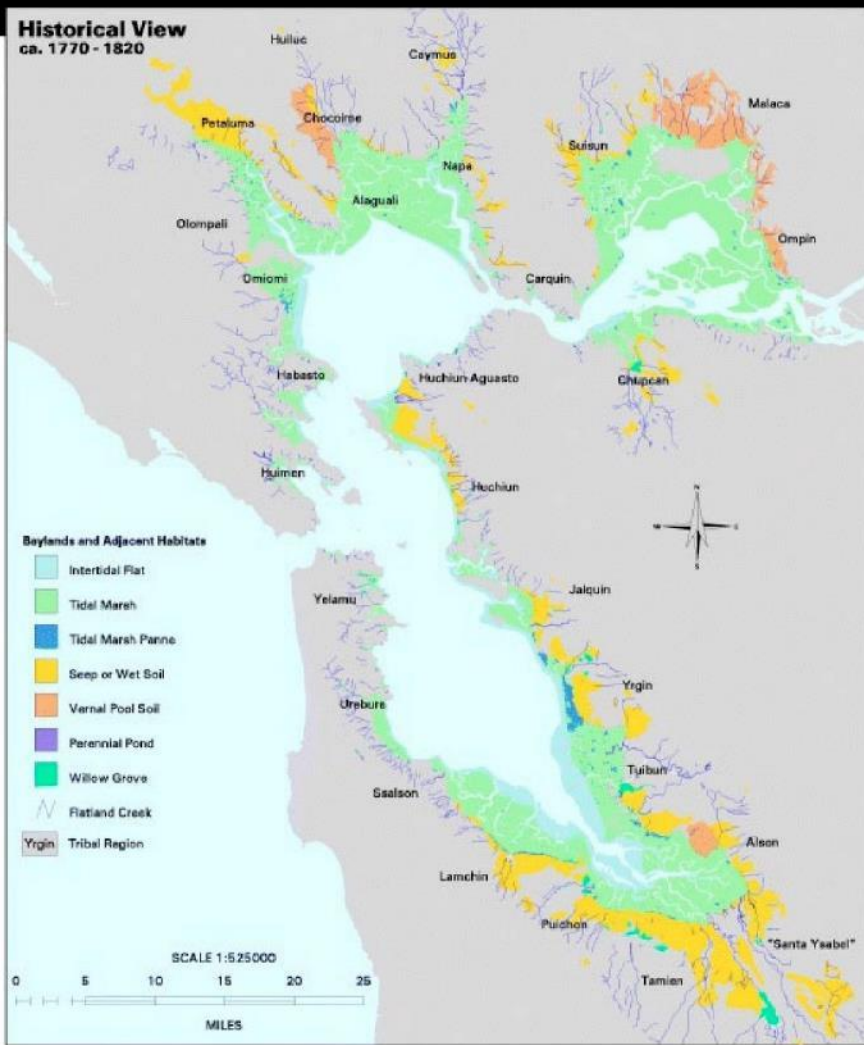 Historical View
ca. 1770 - 1820
Huiluc
Caymus
Petaluma
Chocoime
Malaca
Suisun
Napa
Alaguali
Olompali
Ompin
Omiomi
Carquin
Habasto
Huchiun-Aguasto
Chupcan
Huimen
Huchiun
N
W
E
S
Baylands and Adjacent Habitats
Intertidal Flat
Tidal Marsh
Tidal Marsh Panne
Seep or Wet Soil
Vernal Pool Soil
Perennial Pond
Willow Grove
Flatland Creek
Yrgin Tribal Region
Yelamu
Jalquin
Yrgin
Urebure
Tuibun
Ssalson
Alson
Lamchin
Puichon
"Santa Ysabel"
Tamien
SCALE 1:525000
0 5 10 15 20 25
MILES